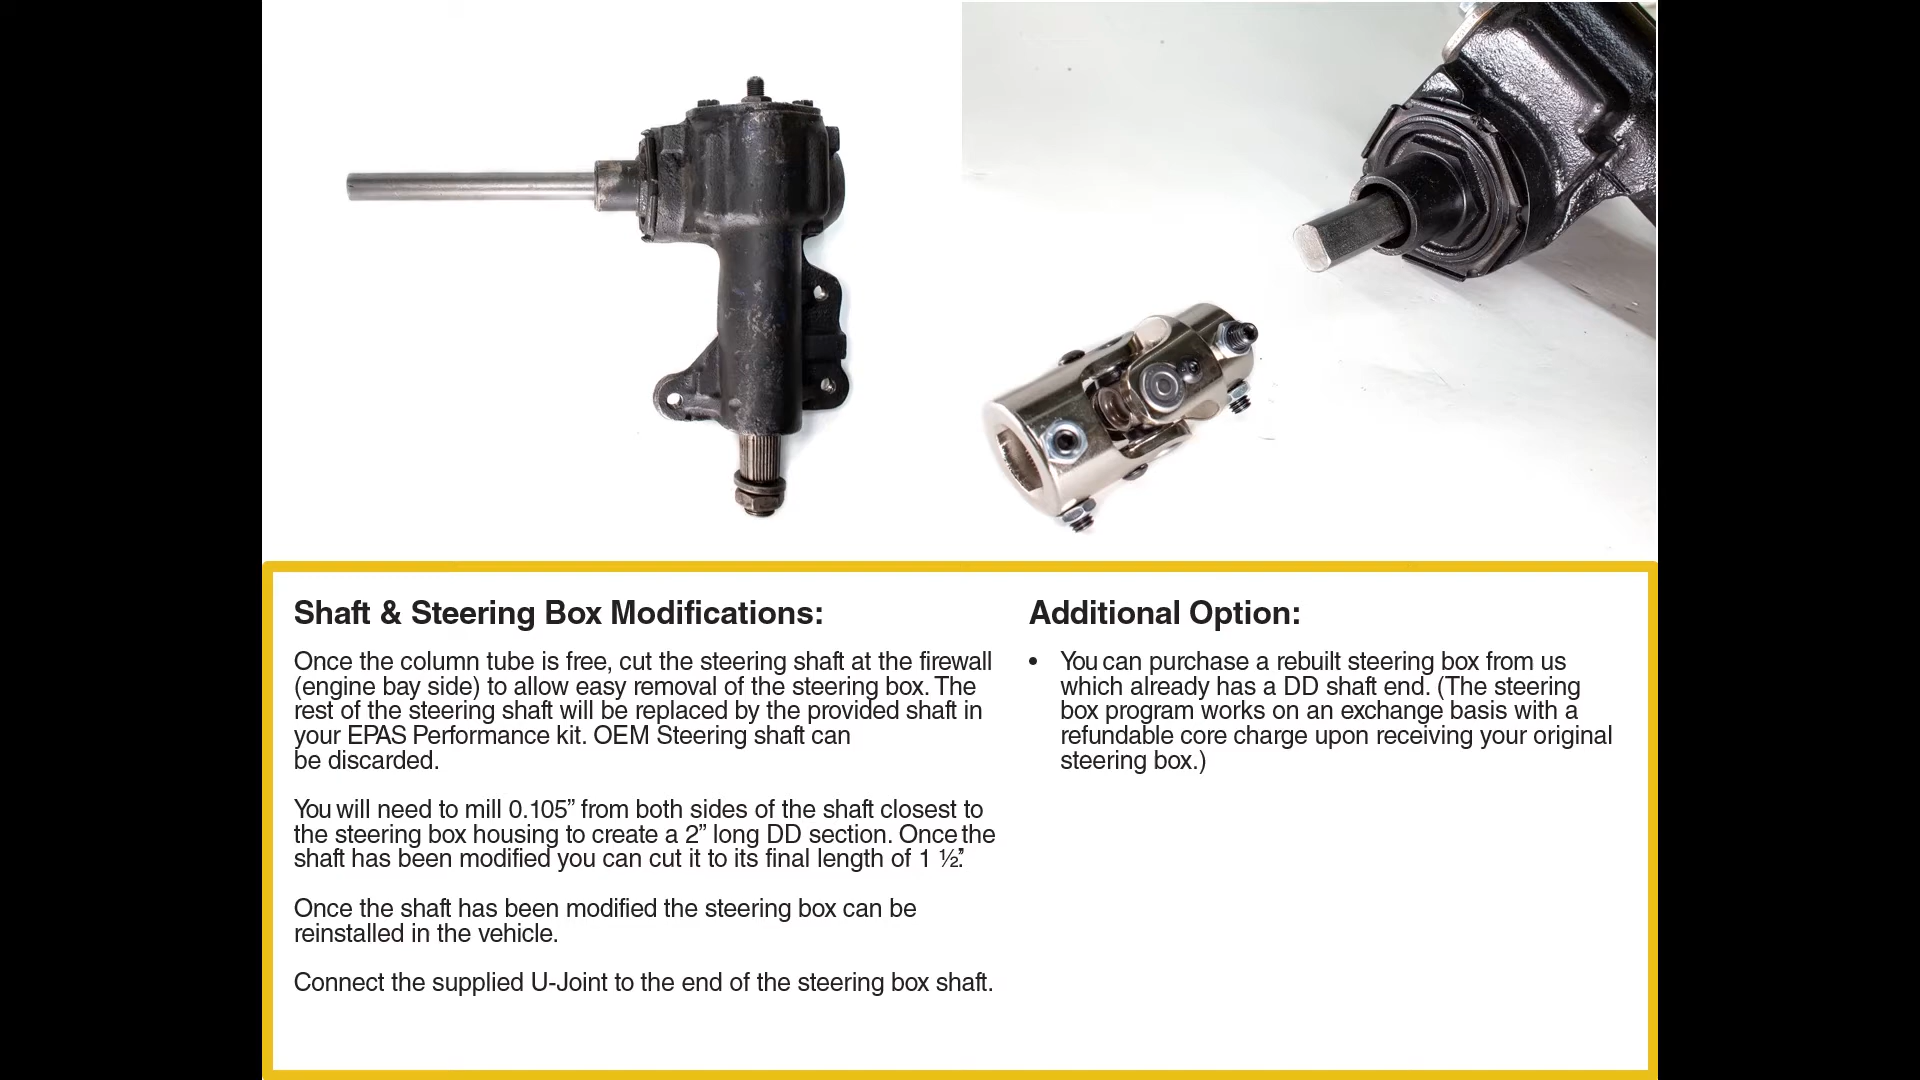 Shaft & Steering Box Modifications:
Once the column tube is free, cut the steering shaft at the firewall
(engine bay side) to allow easy removal of the steering box. The
rest of the steering shaft will be replaced by the provided shaft in
your EPAS Performance kit. OEM Steering shaft can
be discarded.
You will need to mill 0.105” from both sides of the shaft closest to
the steering box housing to create a 2” long DD section. Once the
shaft has been modified you can cut it to its final length of 1 ½”.
Once the shaft has been modified the steering box can be
reinstalled in the vehicle.
Connect the supplied U-Joint to the end of the steering box shaft.
Additional Option:
• You can purchase a rebuilt steering box from us
which already has a DD shaft end. (The steering
box program works on an exchange basis with a
refundable core charge upon receiving your original
steering box.)